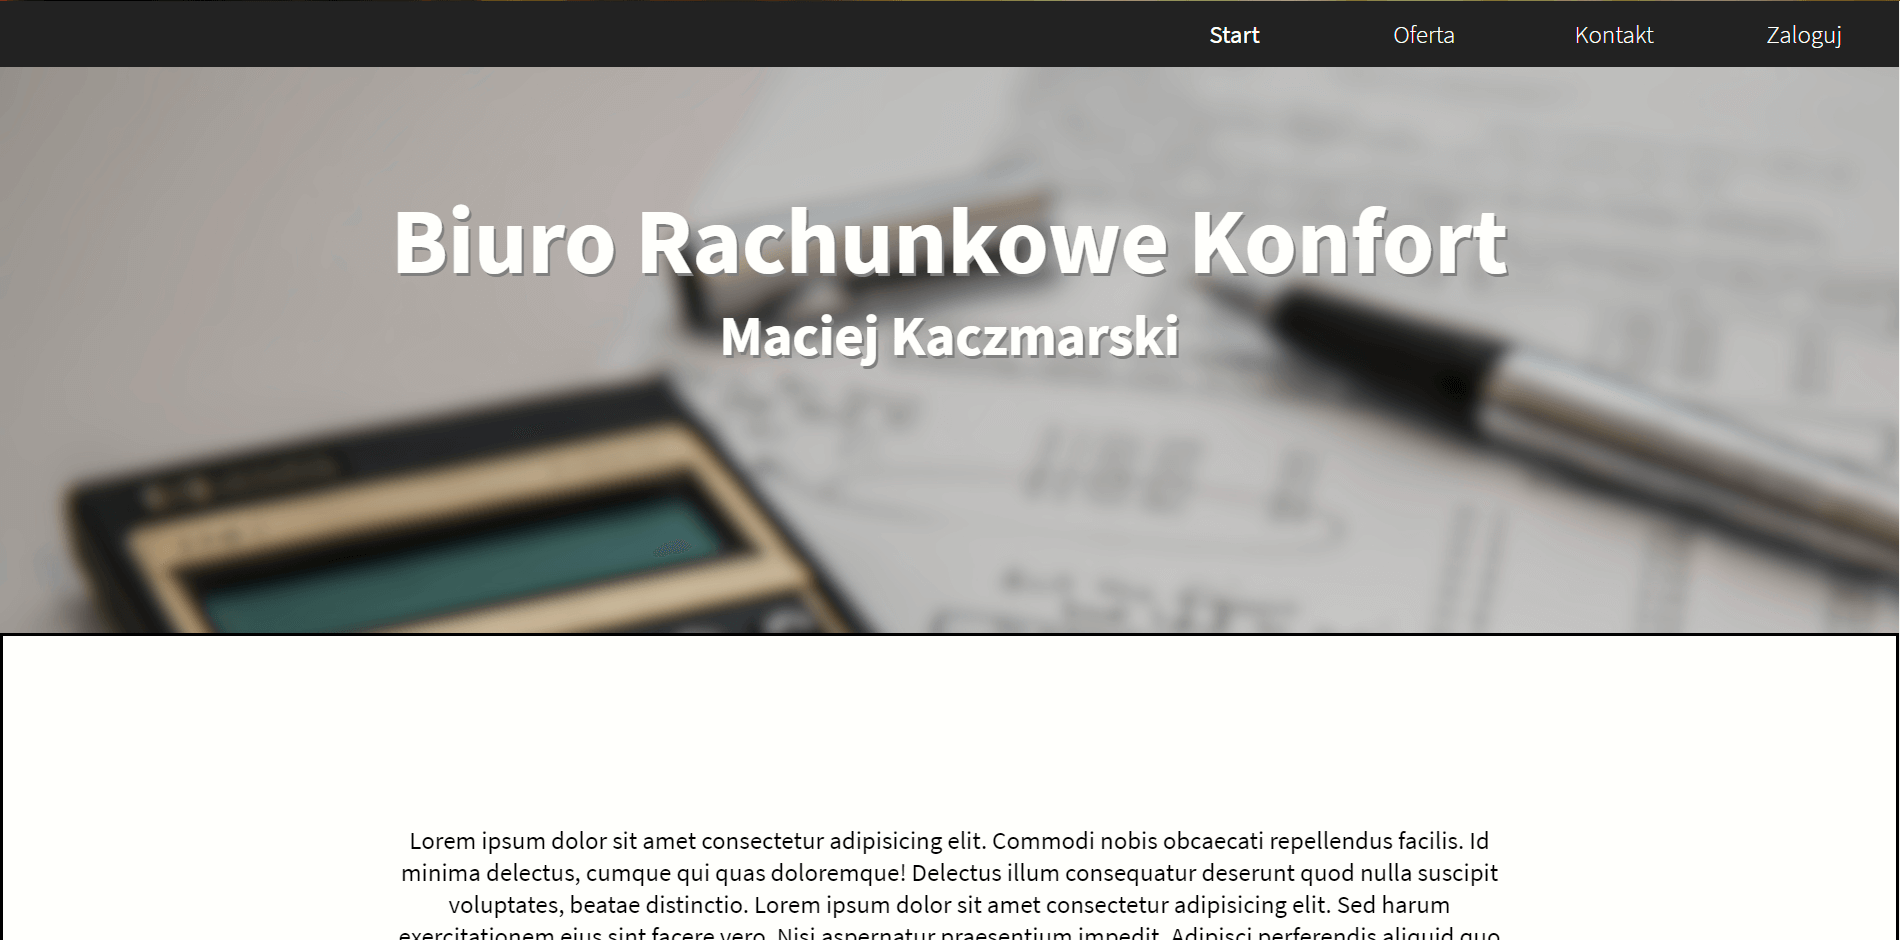 Start Oferta Kontakt Zaloguj
Biuro Rachunkowe Konfort
Maciej Kaczmarski
Lorem ipsum dolor sit amet consectetur adipisicing elit. Commodi nobis obcaecati repellendus facilis. Id
minima delectus, cumque qui quas doloremque! Delectus illum consequatur deserunt quod nulla suscipit
voluptates, beatae distinctio. Lorem ipsum dolor sit amet consectetur adipisicing elit. Sed harum
exercitationem eius sint facere vero. Nisi aspernatur praesentium impedit. Adipisci perferendis aliquid quo